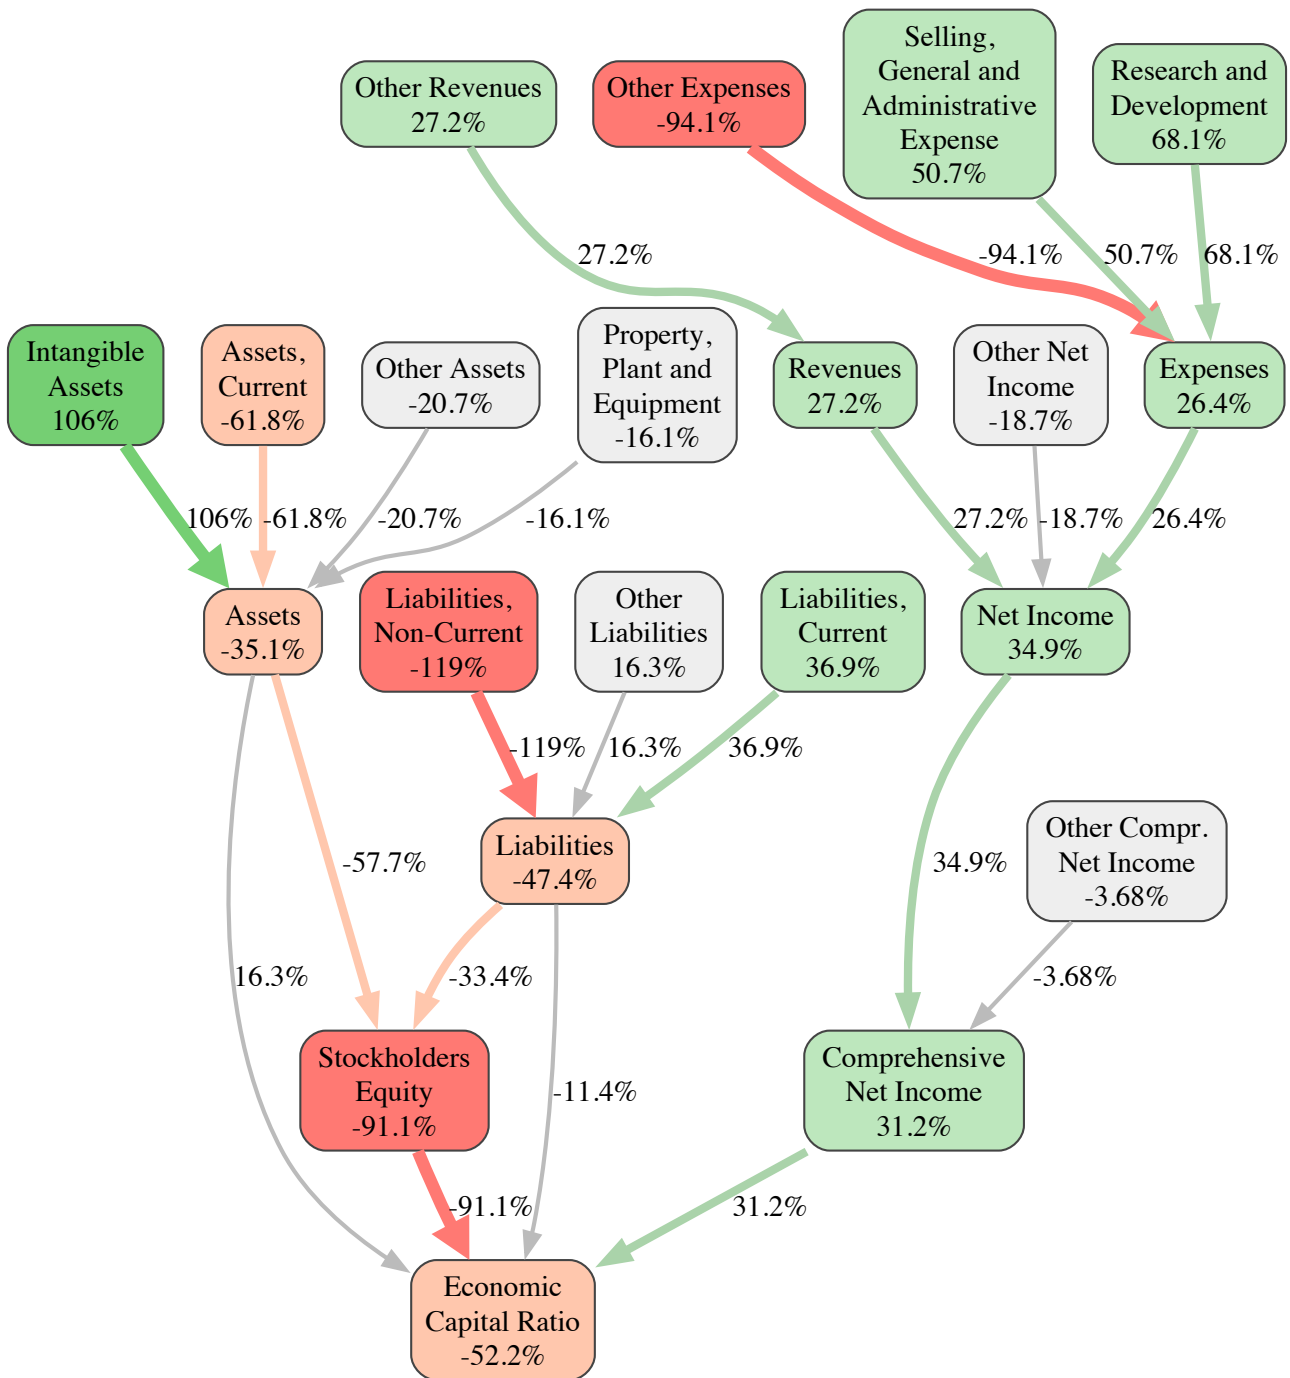 Selling,
General and
Administrative
Expense
50.7%
Other Revenues
27.2%
Other Expenses
-94.1%
Research and
Development
68.1%
27.2%
-94.1%
50.7%
68.1%
Intangible
Assets
106%
Assets,
Current
-61.8%
Other Assets
-20.7%
Property,
Plant and
Equipment
-16.1%
Revenues
27.2%
Other Net
Income
-18.7%
Expenses
26.4%
106%
-61.8%
-20.7%
-16.1%
27.2%
-18.7%
26.4%
Assets
-35.1%
Liabilities,
Non-Current
-119%
Other
Liabilities
16.3%
Liabilities,
Current
36.9%
Net Income
34.9%
-119%
16.3%
36.9%
Liabilities
-47.4%
Other Compr.
Net Income
-3.68%
-57.7%
34.9%
16.3%
-33.4%
-3.68%
Stockholders
Equity
-91.1%
-11.4%
Comprehensive
Net Income
31.2%
-91.1%
31.2%
Economic
Capital Ratio
-52.2%